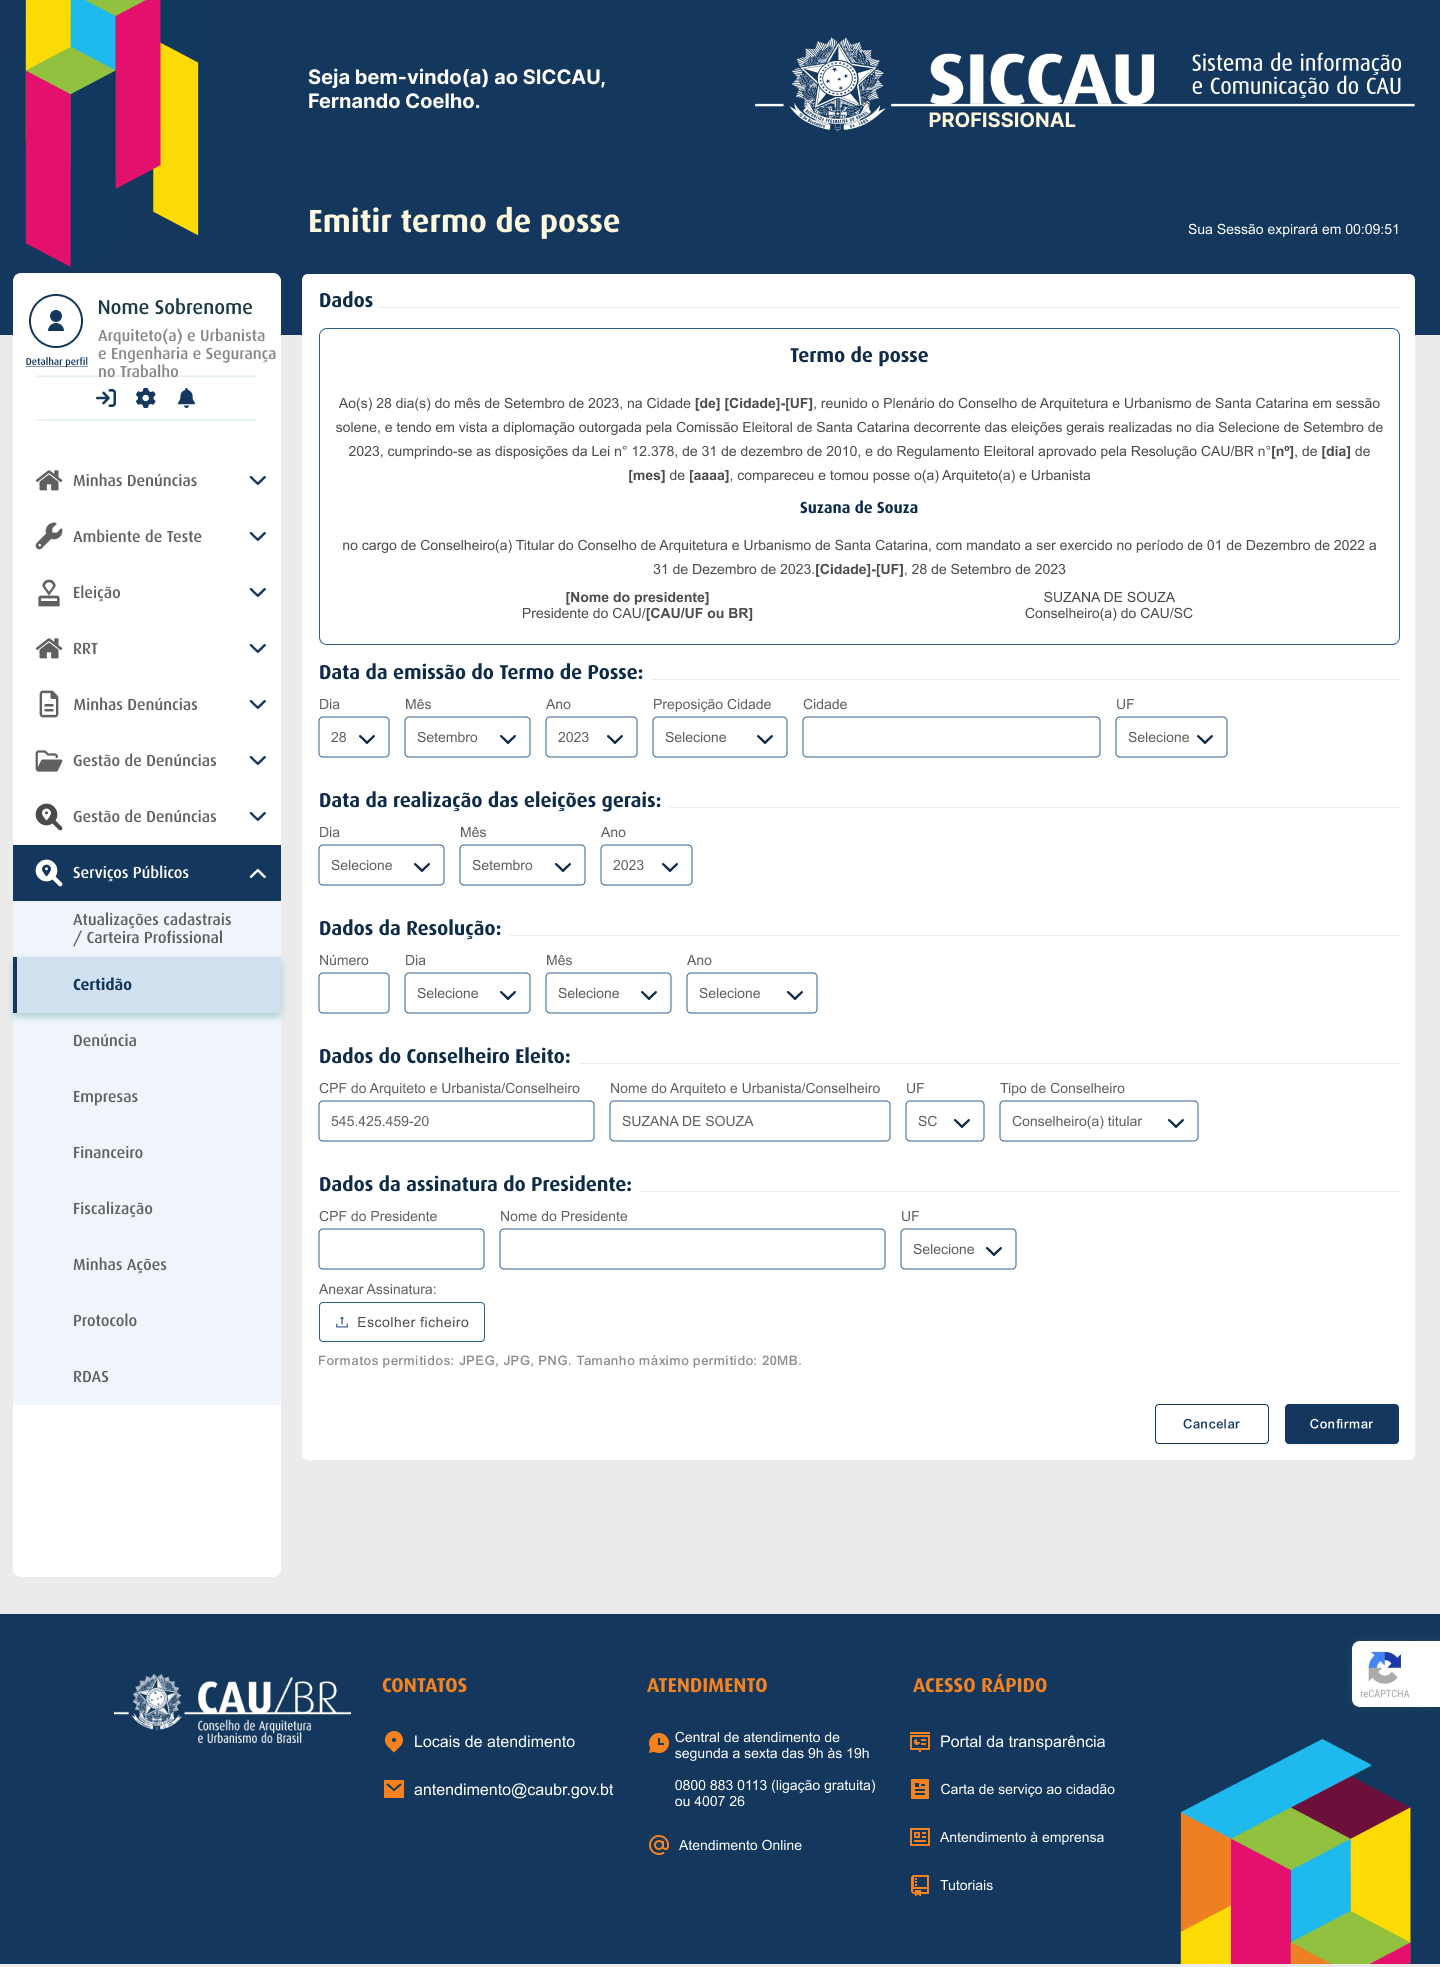 Seja bem-vindo(a) ao SICCAU,
Fernando Coelho.
SICCAU
PROFISSIONAL
Sistema de informação
e Comunicação do CAU
Emitir termo de posse
Sua Sessão expirará em 00:09:51
Nome Sobrenome
Arquiteto(a) e Urbanista
e Engenharia e Segurança
no Trabalho
Detalhar perfil
Minhas Denúncias
Ambiente de Teste
Eleição
RRT
Minhas Denúncias
Gestão de Denúncias
Gestão de Denúncias
Serviços Públicos
Atualizações cadastrais
/ Carteira Profissional
Certidão
Denúncia
Empresas
Financeiro
Fiscalização
Minhas Ações
Protocolo
RDAS
Dados
Termo de posse
Ao(s) 28 dia(s) do mês de Setembro de 2023, na Cidade [de] [Cidade]-[UF], reunido o Plenário do Conselho de Arquitetura e Urbanismo de Santa Catarina em sessão
solene, e tendo em vista a diplomação outorgada pela Comissão Eleitoral de Santa Catarina decorrente das eleições gerais realizadas no dia Selecione de Setembro de
2023, cumprindo-se as disposições da Lei n° 12.378, de 31 de dezembro de 2010, e do Regulamento Eleitoral aprovado pela Resolução CAU/BR n°[nº], de [dia] de
[mes] de [aaaa], compareceu e tomou posse o(a) Arquiteto(a) e Urbanista
Suzana de Souza
no cargo de Conselheiro(a) Titular do Conselho de Arquitetura e Urbanismo de Santa Catarina, com mandato a ser exercido no período de 01 de Dezembro de 2022 a
31 de Dezembro de 2023.[Cidade]-[UF], 28 de Setembro de 2023
[Nome do presidente]
Presidente do CAU/[CAU/UF ou BR]
SUZANA DE SOUZA
Conselheiro(a) do CAU/SC
Data da emissão do Termo de Posse:
Dia Mês Ano Preposição Cidade Cidade UF
28 Setembro 2023 Selecione Selecione
Data da realização das eleições gerais:
Dia Mês Ano
Selecione Setembro 2023
Dados da Resolução:
Número Dia Mês Ano
Selecione Selecione Selecione
Dados do Conselheiro Eleito:
CPF do Arquiteto e Urbanista/Conselheiro Nome do Arquiteto e Urbanista/Conselheiro UF Tipo de Conselheiro
545.425.459-20 SUZANA DE SOUZA SC Conselheiro(a) titular
Dados da assinatura do Presidente:
CPF do Presidente Nome do Presidente UF
Selecione
Anexar Assinatura:
Escolher ficheiro
Formatos permitidos: JPEG, JPG, PNG. Tamanho máximo permitido: 20MB.
Cancelar Confirmar
CAU/BR
Conselho de Arquitetura
e Urbanismo do Brasil
CONTATOS
Locais de atendimento
antendimento@caubr.gov.bt
ATENDIMENTO
Central de atendimento de
segunda a sexta das 9h às 19h
0800 883 0113 (ligação gratuita)
ou 4007 26
Atendimento Online
ACESSO RÁPIDO
Portal da transparência
Carta de serviço ao cidadão
Antendimento à emprensa
Tutoriais
reCAPTCHA